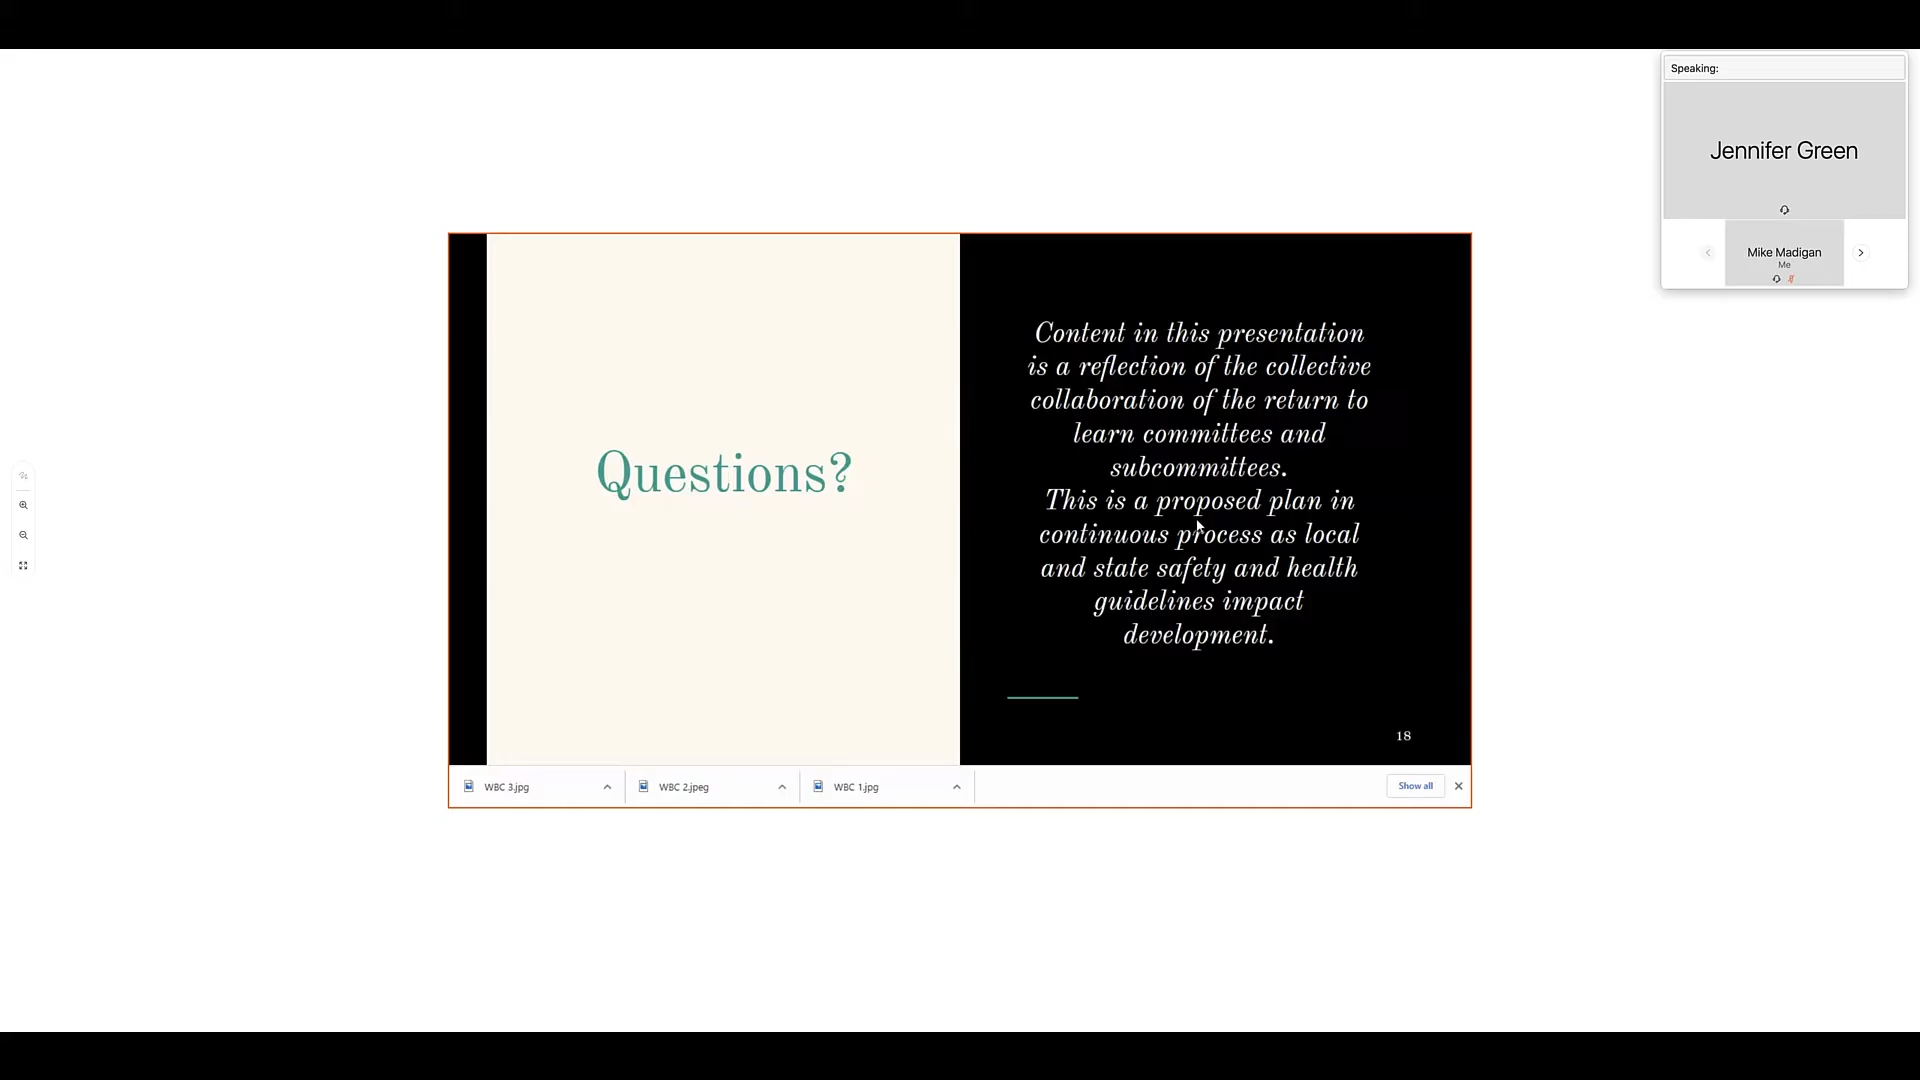 Speaking:
Jennifer Green
Mike Madigan
Me
Questions?
Content in this presentation
is a reflection of the collective
collaboration of the return to
learn committees and
subcommittees.
This is a proposed plan in
continuous process as local
and state safety and health
guidelines impact
development.
18
WBC 3.jpg
WBC 2.jpeg
WBC 1.jpg
Show all